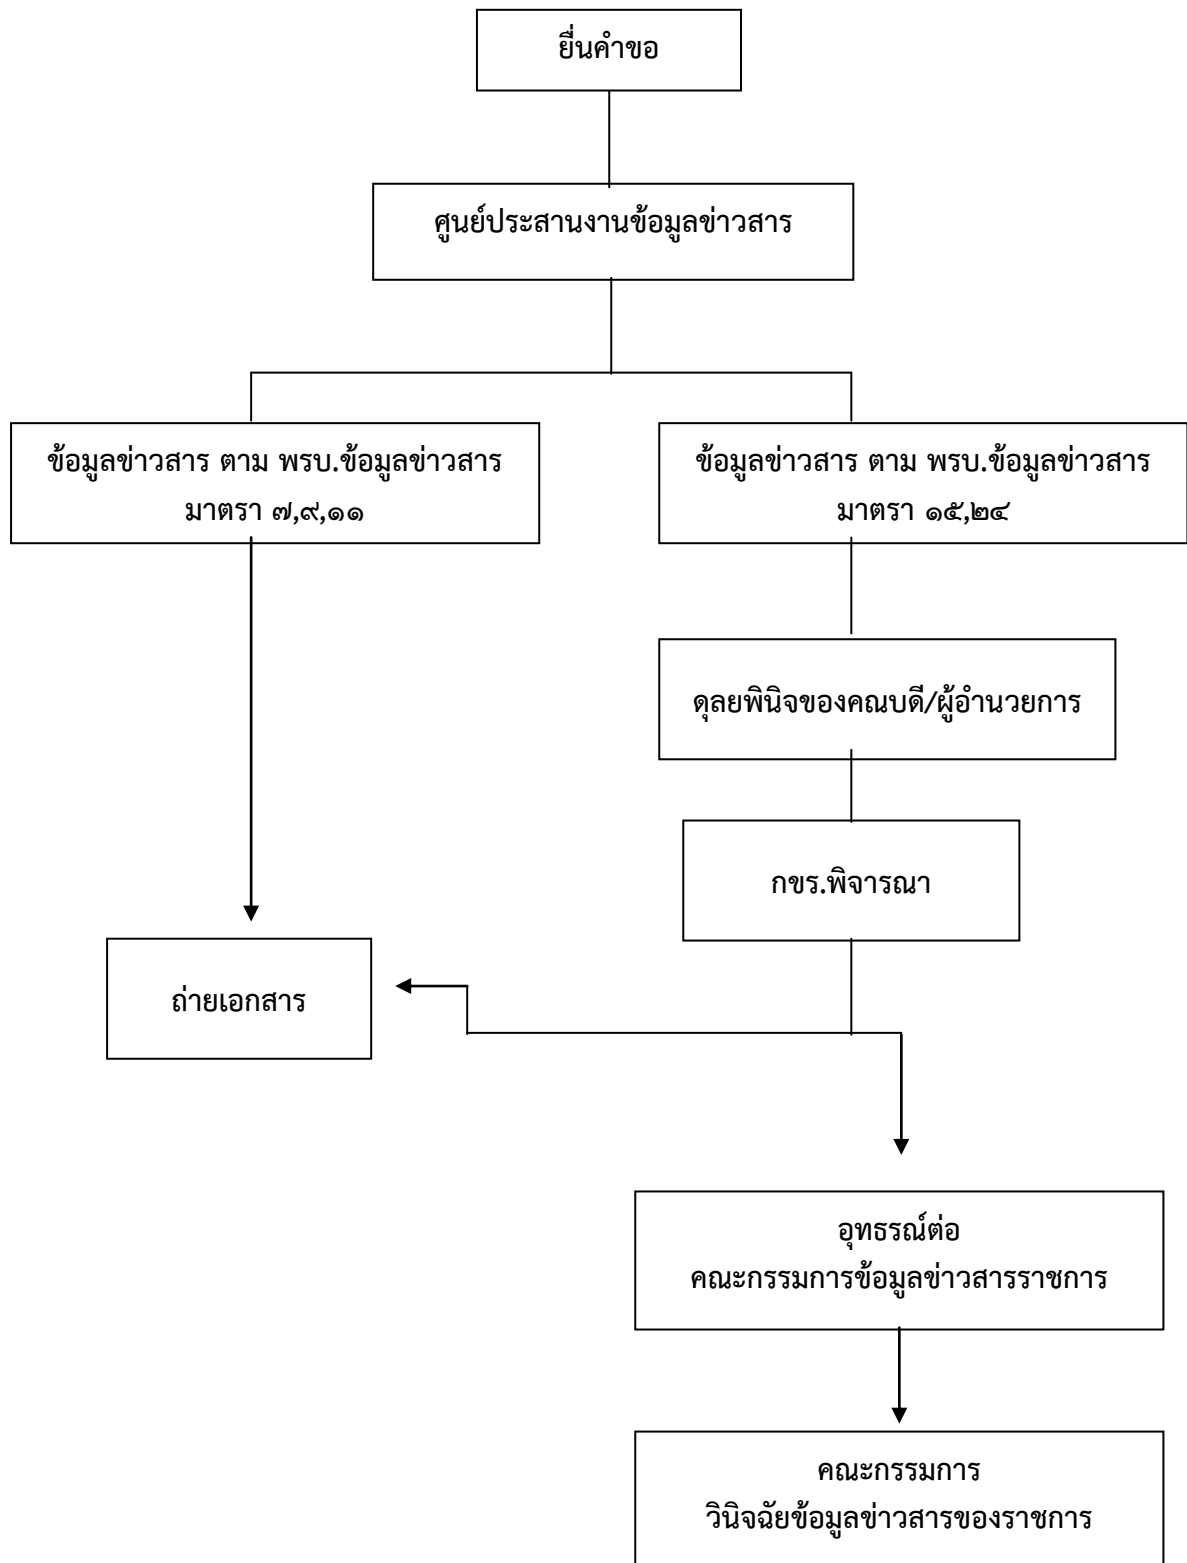 ยื่นคำขอ
ศูนย์ประสานงานข้อมูลข่าวสาร
ข้อมูลข่าวสาร ตาม พรบ.ข้อมูลข่าวสาร
มาตรา ๗,๙,๑๑
ข้อมูลข่าวสาร ตาม พรบ.ข้อมูลข่าวสาร
มาตรา ๑๕,๒๔
ดุลยพินิจของคณบดี/ผู้อำนวยการ
กขร.พิจารณา
ถ่ายเอกสาร
อุทธรณ์ต่อ
คณะกรรมการข้อมูลข่าวสารราชการ
คณะกรรมการ
วินิจฉัยข้อมูลข่าวสารของราชการ